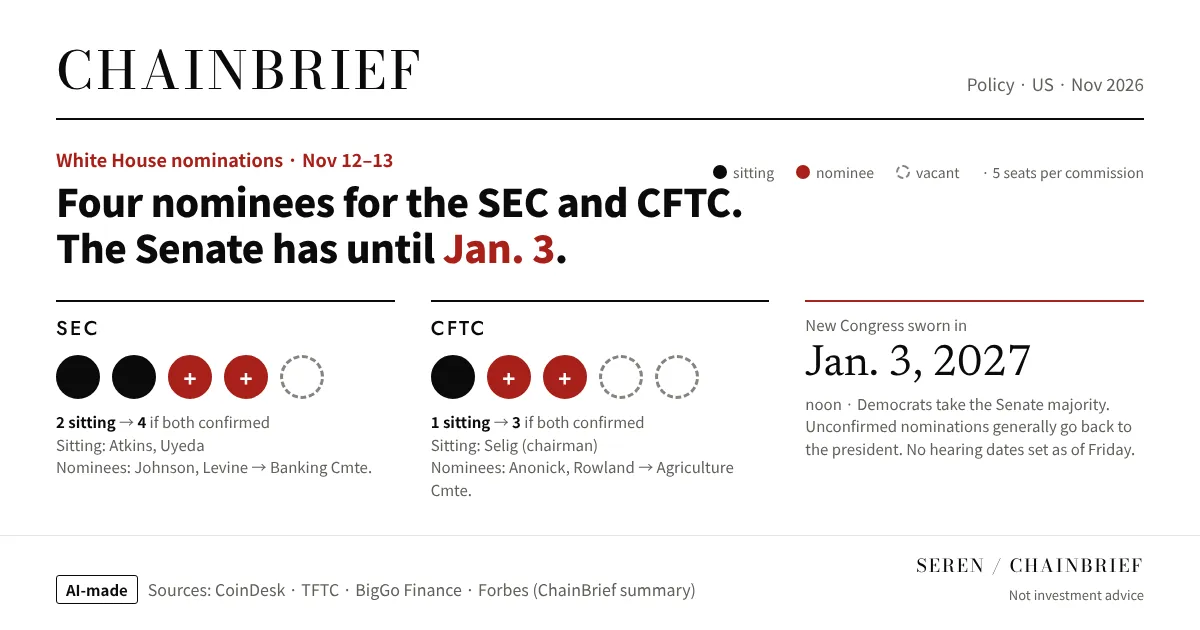 CHAINBRIEF
Policy · US · Nov 2026
White House nominations · Nov 12–13
sitting nominee vacant · 5 seats per commission
Four nominees for the SEC and CFTC.
The Senate has until Jan. 3.
SEC
+ +
2 sitting → 4 if both confirmed
Sitting: Atkins, Uyeda
Nominees: Johnson, Levine → Banking Cmte.
CFTC
+ +
1 sitting → 3 if both confirmed
Sitting: Selig (chairman)
Nominees: Anonick, Rowland → Agriculture
Cmte.
New Congress sworn in
Jan. 3, 2027
noon · Democrats take the Senate majority.
Unconfirmed nominations generally go back to
the president. No hearing dates set as of Friday.
AI-made Sources: CoinDesk · TFTC · BigGo Finance · Forbes (ChainBrief summary)
SEREN / CHAINBRIEF
Not investment advice